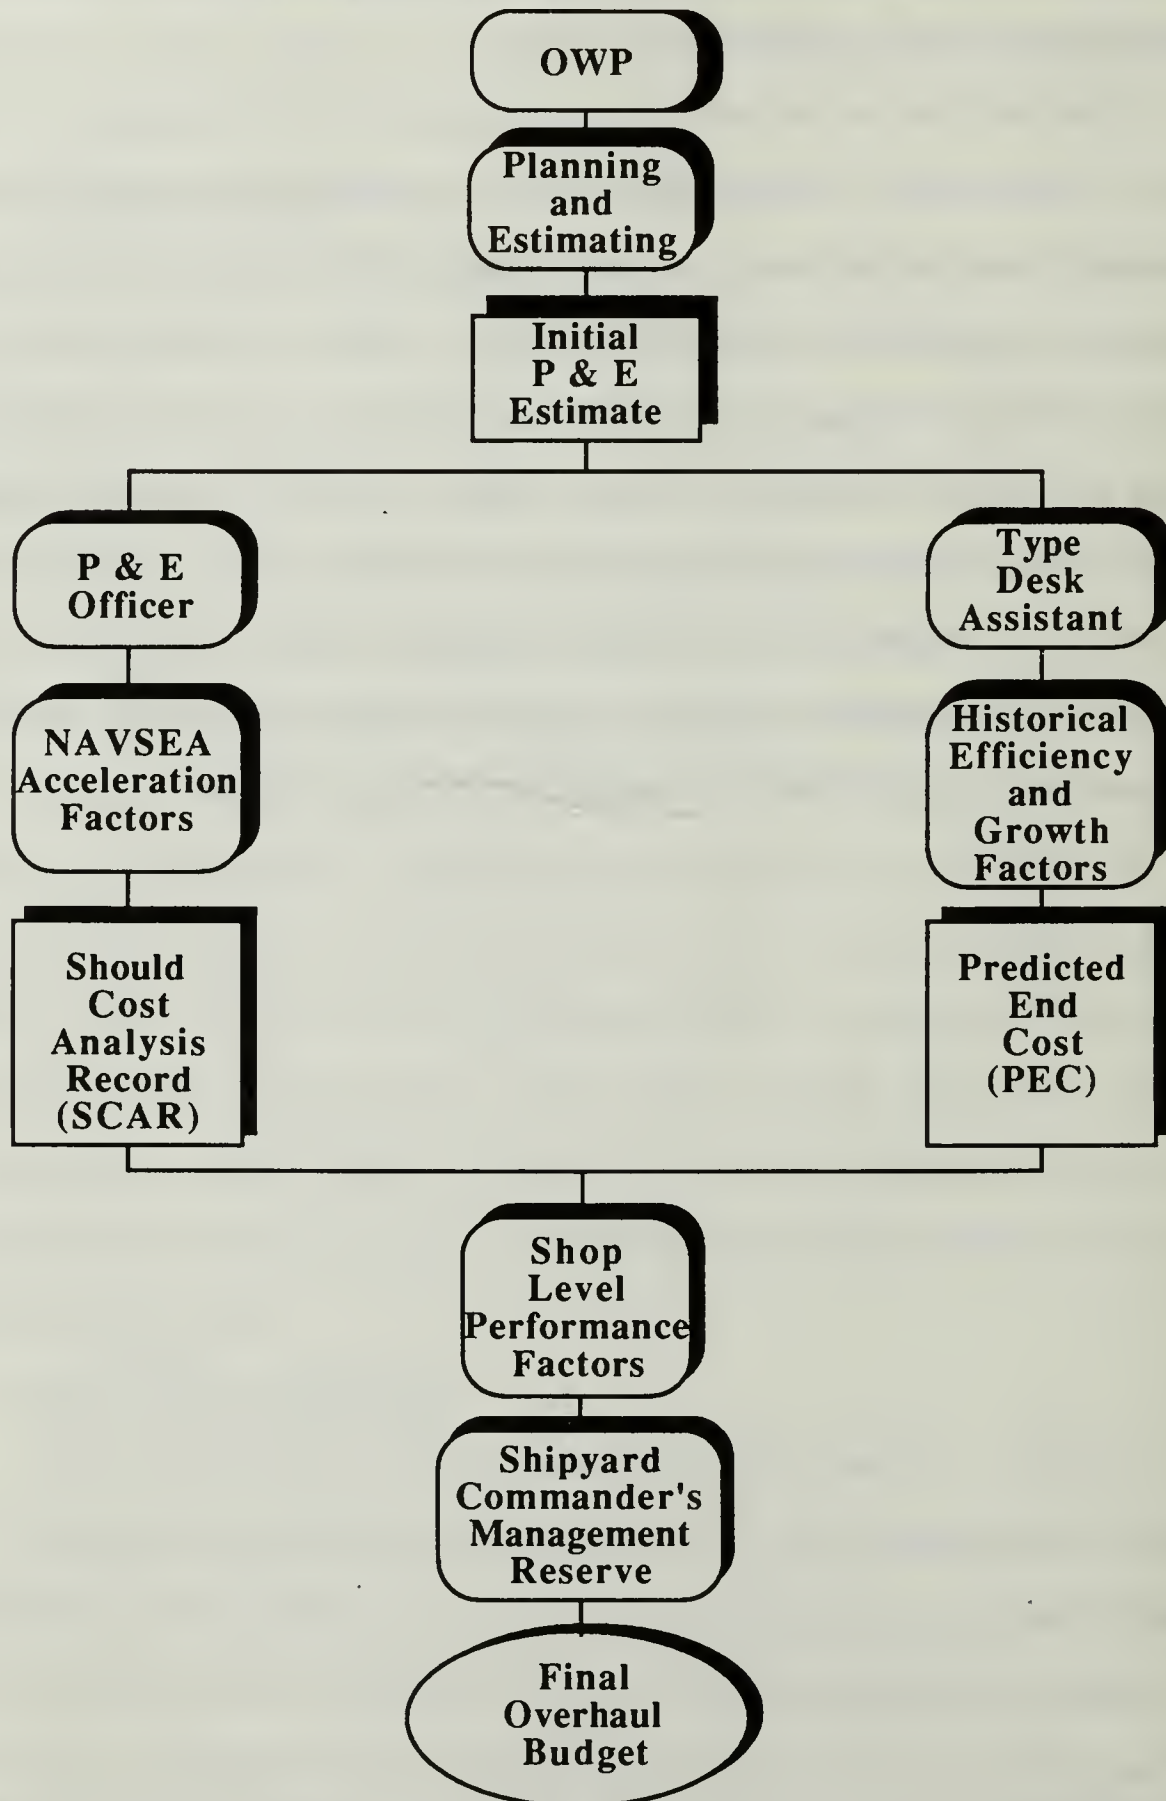 OWP
Planning
and
Estimating
Initial
P & E
Estimate
P & E
Officer
NAVSEA
Acceleration
Factors
Should
Cost
Analysis
Record
(SCAR)
Type
Desk
Assistant
Historical
Efficiency
and
Growth
Factors
Predicted
End
Cost
(PEC)
Shop
Level
Performance
Factors
Shipyard
Commander's
Management
Reserve
Final
Overhaul
Budget